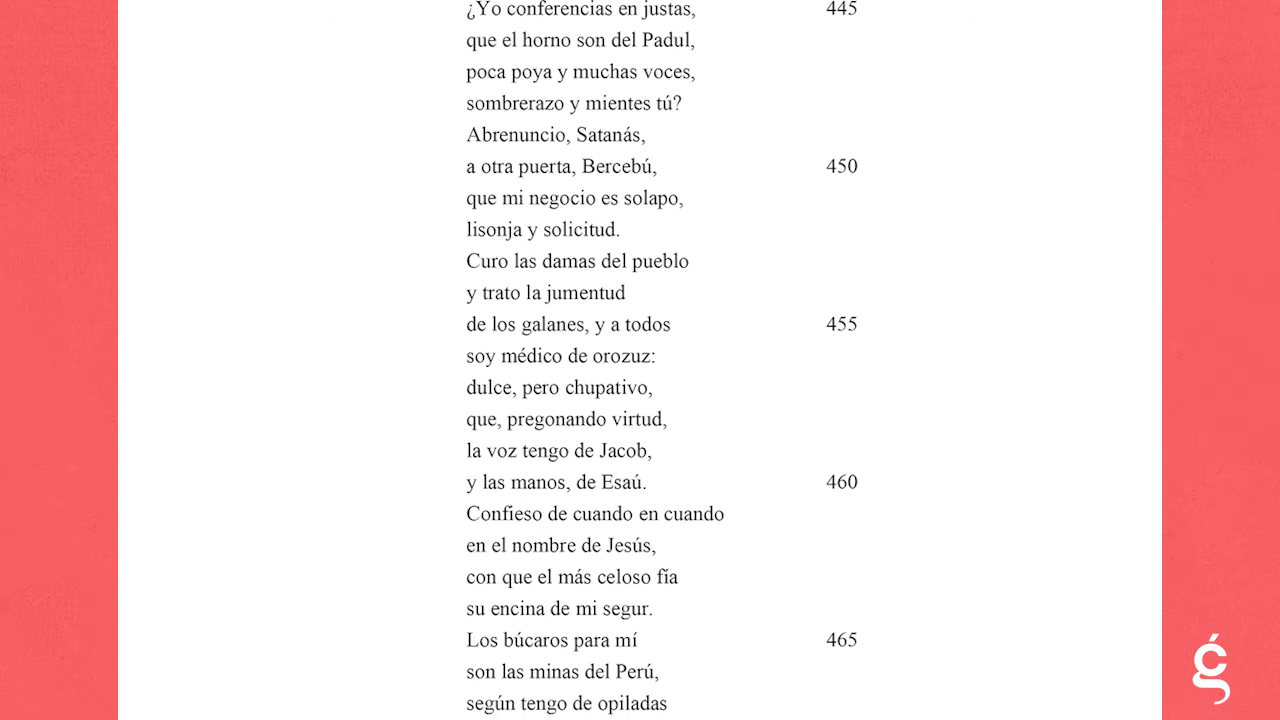 ¿Yo conferencias en justas, 445
que el horno son del Padul,
poca poya y muchas voces,
sombrerazo y mientes tú?
Abrenuncio, Satanás,
a otra puerta, Bercebú, 450
que mi negocio es solapo,
lisonja y solicitud.
Curo las damas del pueblo
y trato la jumentud
de los galanes, y a todos 455
soy médico de orozuz:
dulce, pero chupativo,
que, pregonando virtud,
la voz tengo de Jacob,
y las manos, de Esaú. 460
Confieso de cuando en cuando
en el nombre de Jesús,
con que el más celoso fía
su encina de mi segur.
Los búcaros para mí 465
son las minas del Perú,
según tengo de opiladas